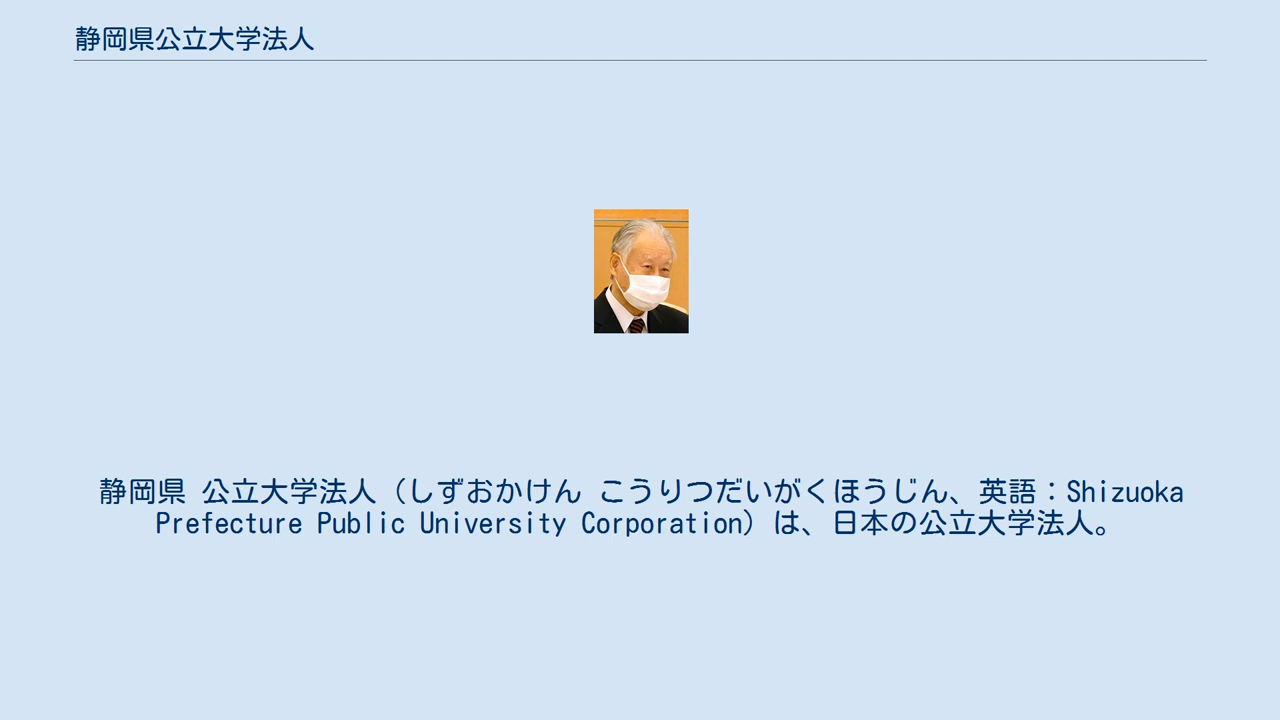 静岡県公立大学法人
静岡県 公立大学法人（しずおかけん こうりつだいがくほうじん、英語：Shizuoka
Prefecture Public University Corporation）は、日本の公立大学法人。